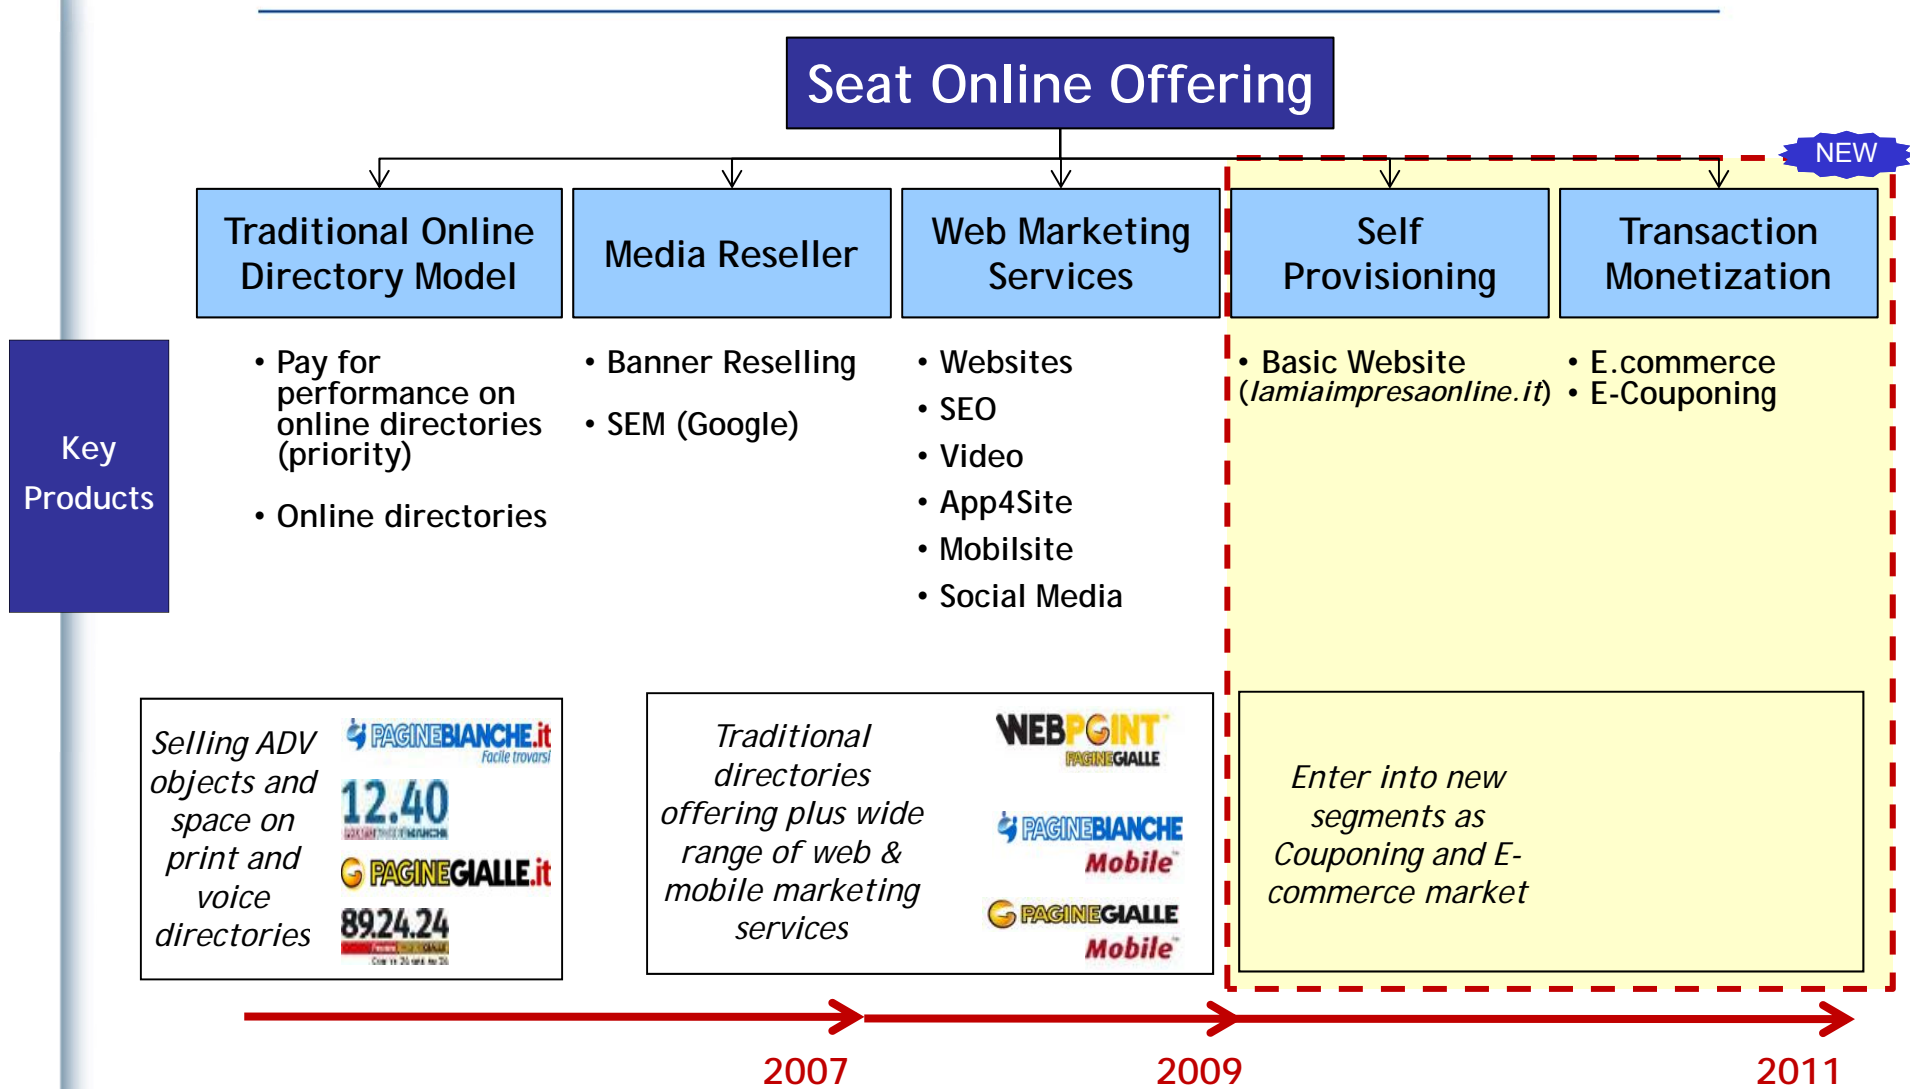 Seat Online Offering
NEW
Traditional Online
Directory Model
Media Reseller
Web Marketing
Services
Self
Provisioning
Transaction
Monetization
Key
Products
• Pay for
performance on
online directories
(priority)
• Online directories
• Banner Reselling
• SEM (Google)
• Websites
• SEO
• Video
• App4Site
• Mobilsite
• Social Media
• Basic Website
(lamiaimpresaonline.it)
• E.commerce
• E-Couponing
Selling ADV
objects and
space on
print and
voice
directories
PAGINEBIANCHE.it
Facile trovarsi
12.40
PAGINEGIALLE.it
89.24.24
Traditional
directories
offering plus wide
range of web &
mobile marketing
services
WEBPOINT™
PAGINEGIALLE
PAGINEBIANCHE
Mobile™
PAGINEGIALLE
Mobile™
Enter into new
segments as
Couponing and E-
commerce market
2007
2009
2011